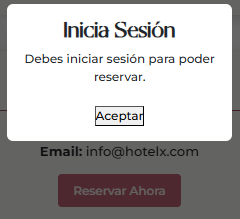 Inicia Sesión
Debes iniciar sesión para poder
reservar.
Aceptar
Email: info@hotelx.com
Reservar Ahora